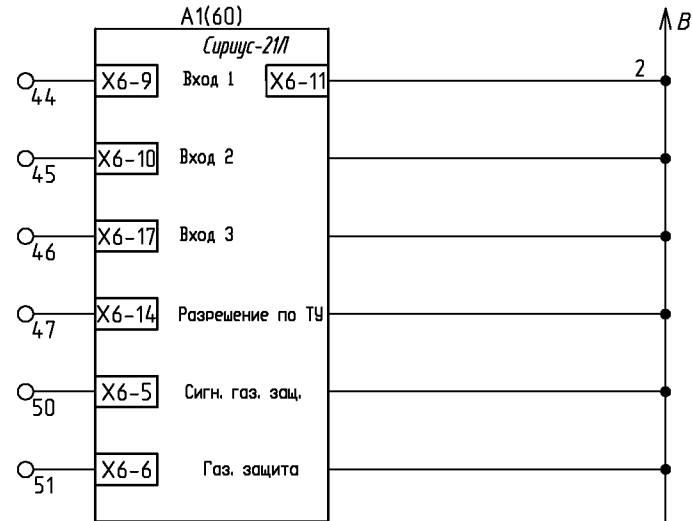 А1(60)
В
Сириус-21Л
X6-9 Вход 1 X6-11 2
44
X6-10 Вход 2
45
X6-17 Вход 3
46
X6-14 Разрешение по ТУ
47
X6-5 Сигн. газ. защ.
50
X6-6 Газ. защита
51